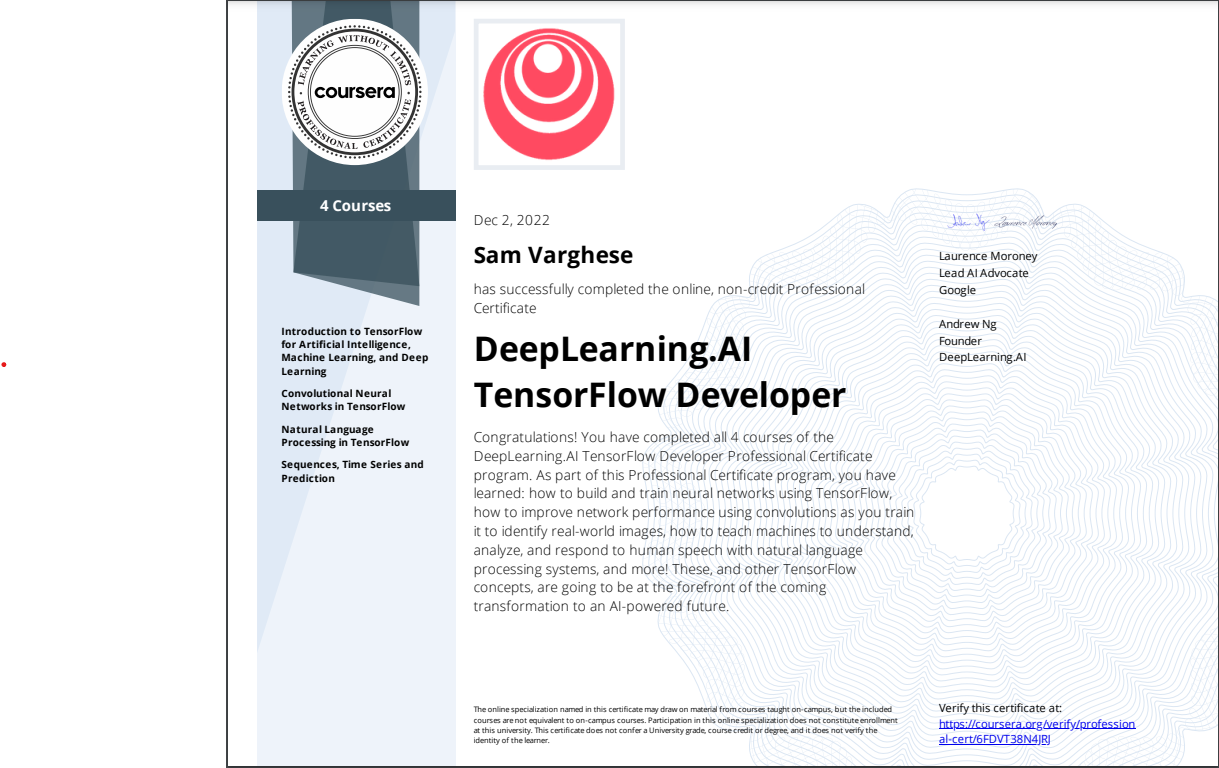 LEARNING WITHOUT LIMITS
coursera
PROFESSIONAL CERTIFICATE
4 Courses
Introduction to TensorFlow
for Artificial Intelligence,
Machine Learning, and Deep
Learning
Convolutional Neural
Networks in TensorFlow
Natural Language
Processing in TensorFlow
Sequences, Time Series and
Prediction
Dec 2, 2022
Sam Varghese
has successfully completed the online, non-credit Professional
Certificate
DeepLearning.AI
TensorFlow Developer
Congratulations! You have completed all 4 courses of the
DeepLearning.AI TensorFlow Developer Professional Certificate
program. As part of this Professional Certificate program, you have
learned: how to build and train neural networks using TensorFlow,
how to improve network performance using convolutions as you train
it to identify real-world images, how to teach machines to understand,
analyze, and respond to human speech with natural language
processing systems, and more! These, and other TensorFlow
concepts, are going to be at the forefront of the coming
transformation to an AI-powered future.
The online specialization named in this certificate may draw on material from courses taught on-campus, but the included
courses are not equivalent to on-campus courses. Participation in this online specialization does not constitute enrollment
at this university. This certificate does not confer a University grade, course credit or degree, and it does not verify the
identity of the learner.
Andrew Ng Laurence Moroney
Laurence Moroney
Lead AI Advocate
Google
Andrew Ng
Founder
DeepLearning.AI
Verify this certificate at:
https://coursera.org/verify/profession
al-cert/6FDVT38N4JRJ